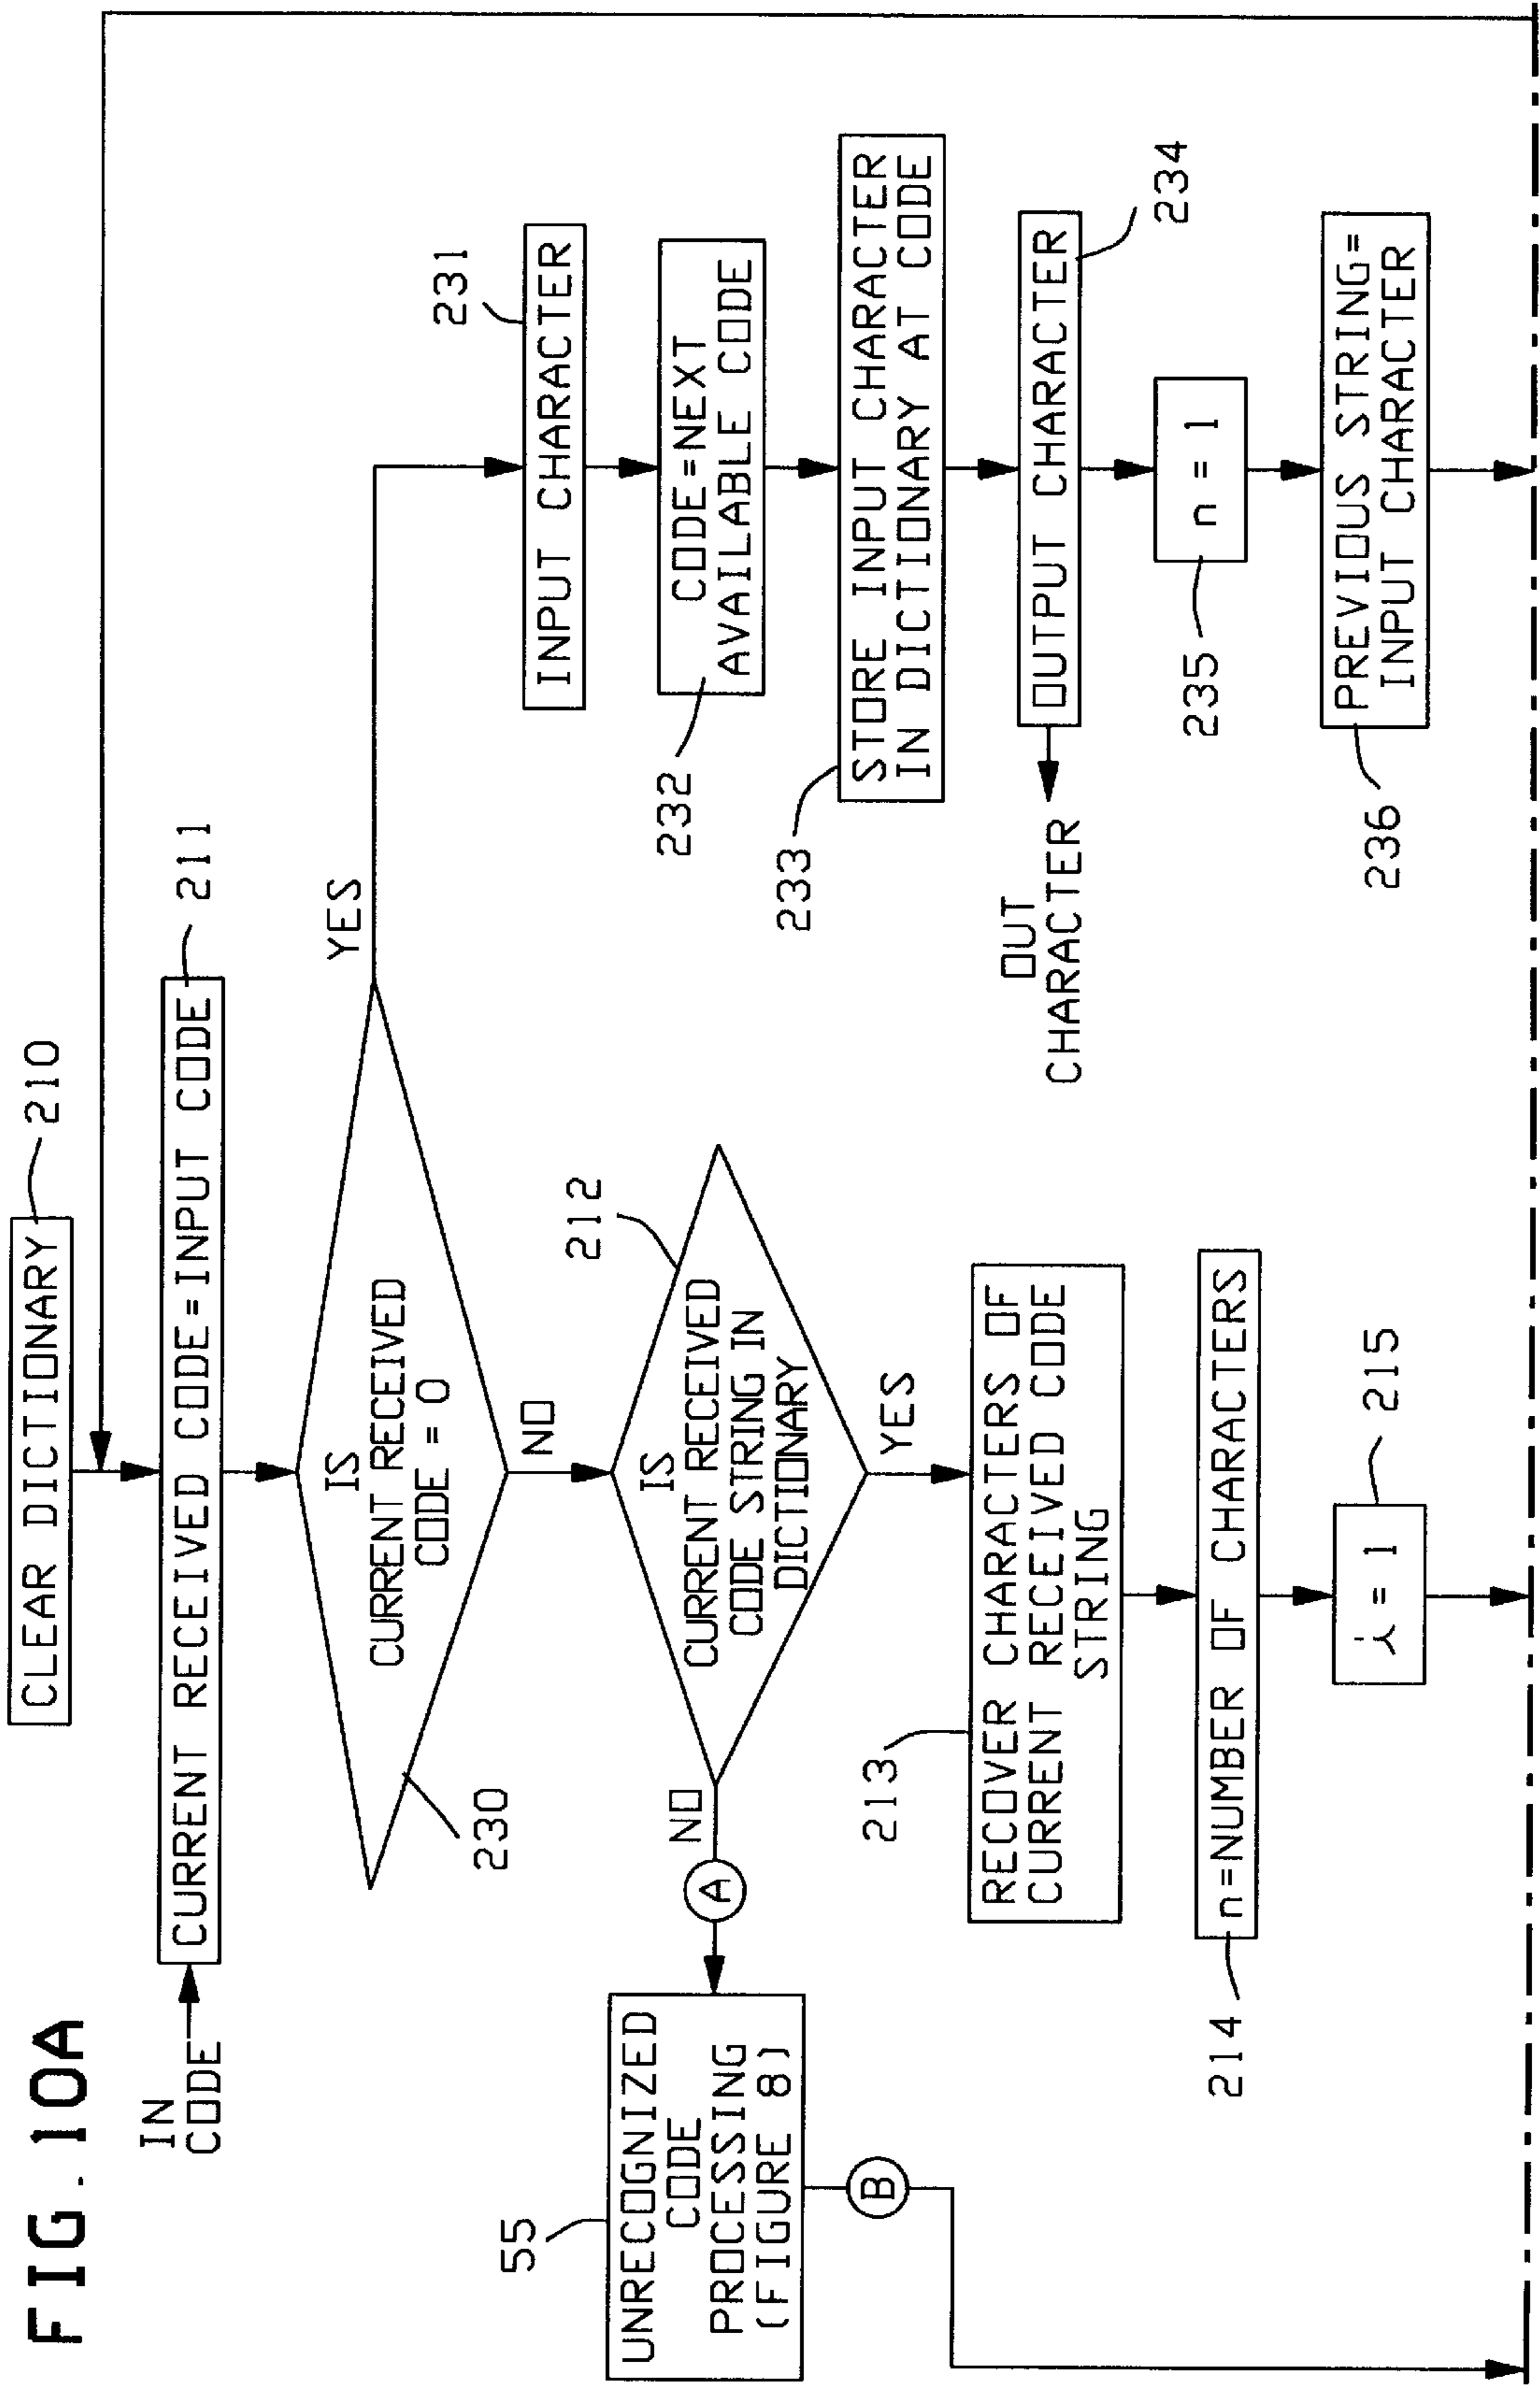 FIG. 10A
CLEAR DICTIONARY
210
IN
CODE
CURRENT RECEIVED CODE=INPUT CODE
211
IS
CURRENT RECEIVED
CODE = 0
230
YES
NO
IS
CURRENT RECEIVED
CODE STRING IN
DICTIONARY
212
NO
A
YES
55
UNRECOGNIZED
CODE
PROCESSING
(FIGURE 8)
B
213
RECOVER CHARACTERS OF
CURRENT RECEIVED CODE
STRING
214
n=NUMBER OF CHARACTERS
i = 1
215
231
INPUT CHARACTER
232
CODE=NEXT
AVAILABLE CODE
233
STORE INPUT CHARACTER
IN DICTIONARY AT CODE
OUT
CHARACTER
OUTPUT CHARACTER
234
235
n = 1
236
PREVIOUS STRING=
INPUT CHARACTER